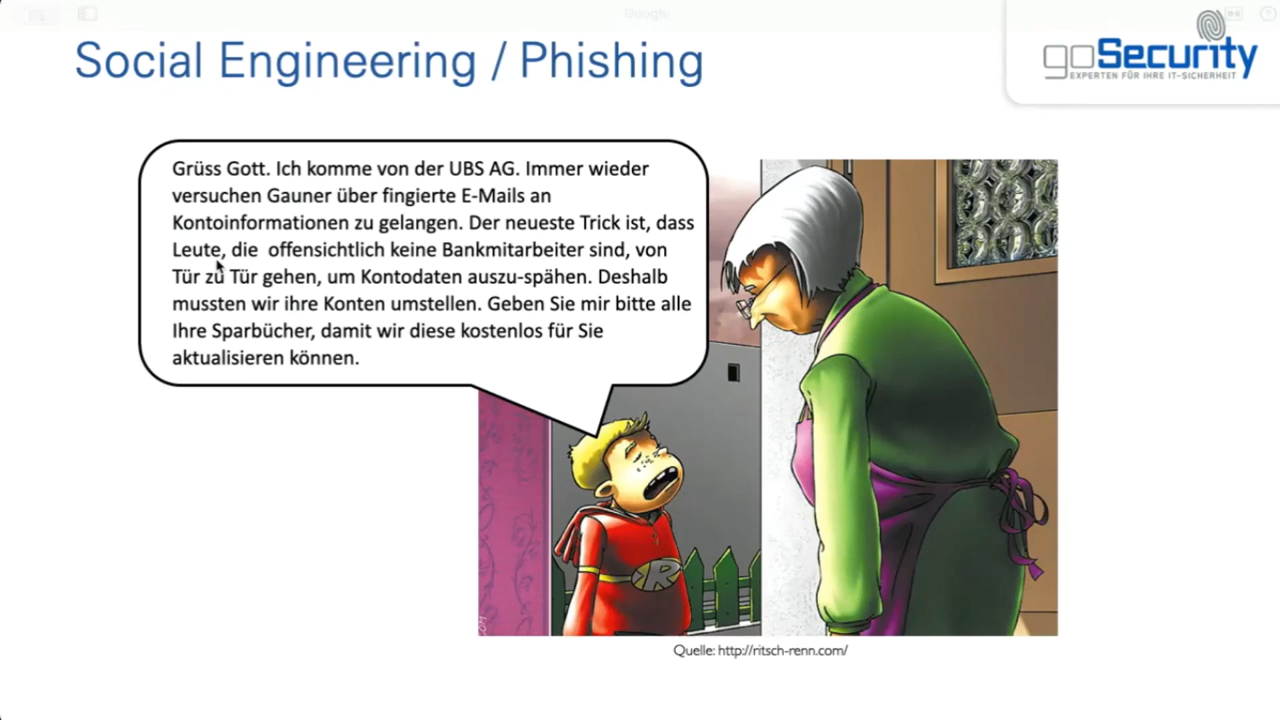 Google
Social Engineering / Phishing
goSecurity
EXPERTEN FÜR IHRE IT-SICHERHEIT
Grüss Gott. Ich komme von der UBS AG. Immer wieder
versuchen Gauner über fingierte E-Mails an
Kontoinformationen zu gelangen. Der neueste Trick ist, dass
Leute, die  offensichtlich keine Bankmitarbeiter sind, von
Tür zu Tür gehen, um Kontodaten auszu-spähen. Deshalb
mussten wir ihre Konten umstellen. Geben Sie mir bitte alle
Ihre Sparbücher, damit wir diese kostenlos für Sie
aktualisieren können.
R
Quelle: http://ritsch-renn.com/